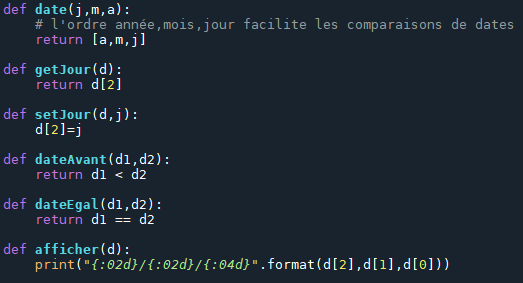 def date(j,m,a):
    # l'ordre année,mois,jour facilite les comparaisons de dates
    return [a,m,j]
def getJour(d):
    return d[2]
def setJour(d,j):
    d[2]=j
def dateAvant(d1,d2):
    return d1 < d2
def dateEgal(d1,d2):
    return d1 == d2
def afficher(d):
    print("{:02d}/{:02d}/{:04d}".format(d[2],d[1],d[0]))